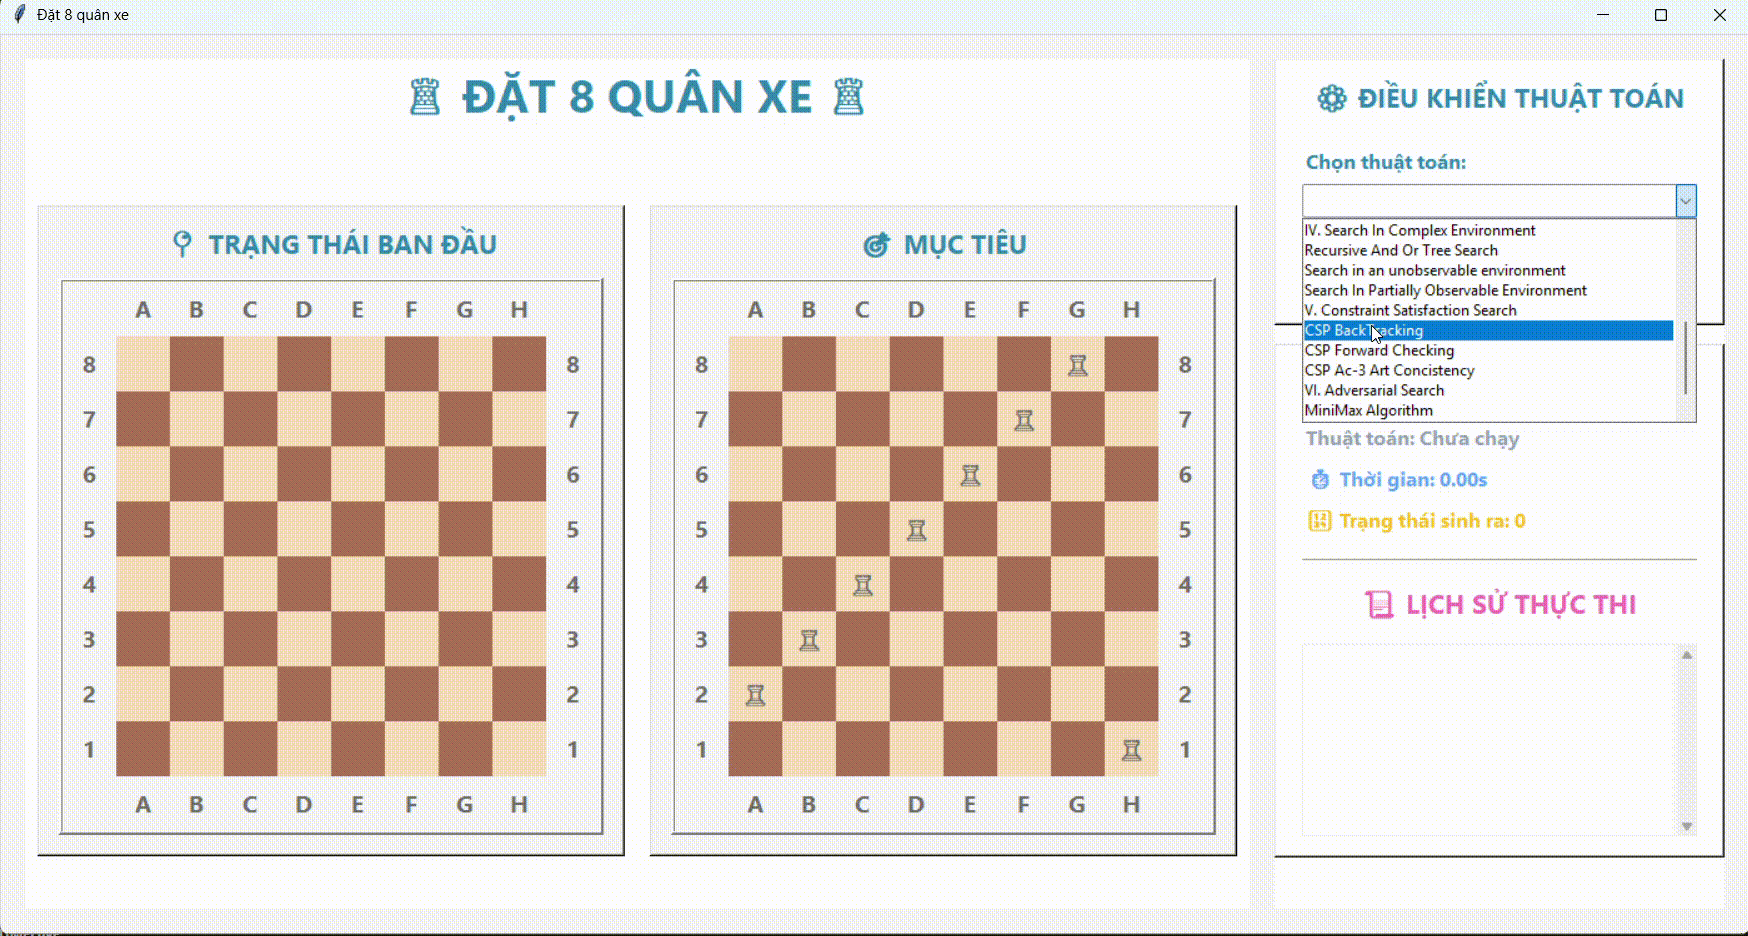 Đặt 8 quân xe
ĐẶT 8 QUÂN XE
TRẠNG THÁI BAN ĐẦU
A B C D E F G H
8 8
7 7
6 6
5 5
4 4
3 3
2 2
1 1
A B C D E F G H
MỤC TIÊU
A B C D E F G H
8 8
7 7
6 6
5 5
4 4
3 3
2 2
1 1
A B C D E F G H
ĐIỀU KHIỂN THUẬT TOÁN
Chọn thuật toán:
IV. Search In Complex Environment
Recursive And Or Tree Search
Search in an unobservable environment
Search In Partially Observable Environment
V. Constraint Satisfaction Search
CSP BackTracking
CSP Forward Checking
CSP Ac-3 Art Concistency
VI. Adversarial Search
MiniMax Algorithm
Thuật toán: Chưa chạy
Thời gian: 0.00s
Trạng thái sinh ra: 0
LỊCH SỬ THỰC THI